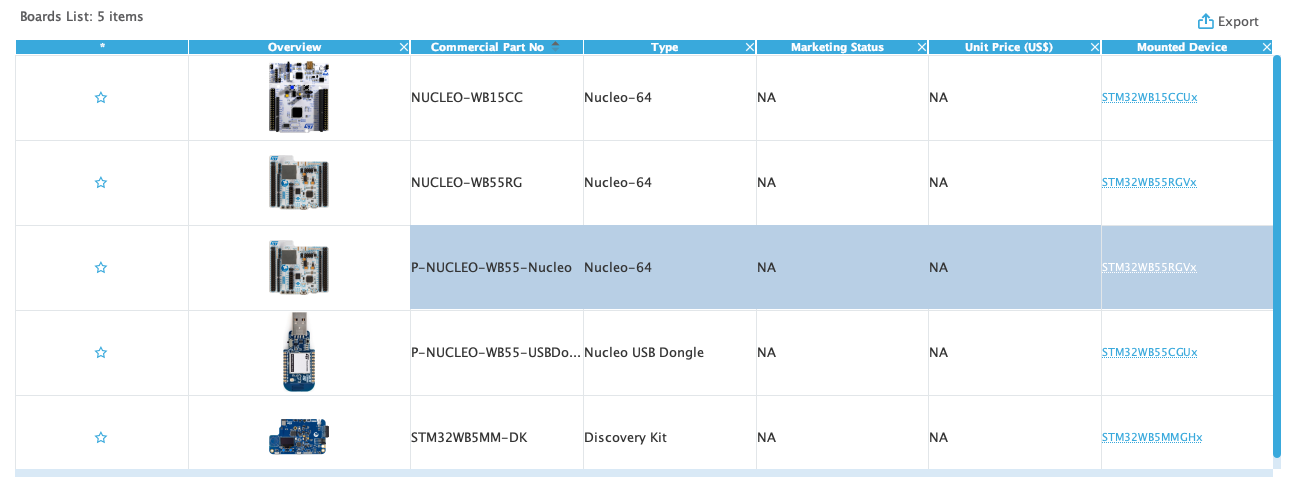 Boards List: 5 items
Export
* Overview Commercial Part No Type Marketing Status Unit Price (US$) Mounted Device
NUCLEO-WB15CC Nucleo-64 NA NA STM32WB15CCUx
NUCLEO-WB55RG Nucleo-64 NA NA STM32WB55RGVx
P-NUCLEO-WB55-Nucleo Nucleo-64 NA NA STM32WB55RGVx
P-NUCLEO-WB55-USBDo... Nucleo USB Dongle NA NA STM32WB55CGUx
STM32WB5MM-DK Discovery Kit NA NA STM32WB5MMGHx